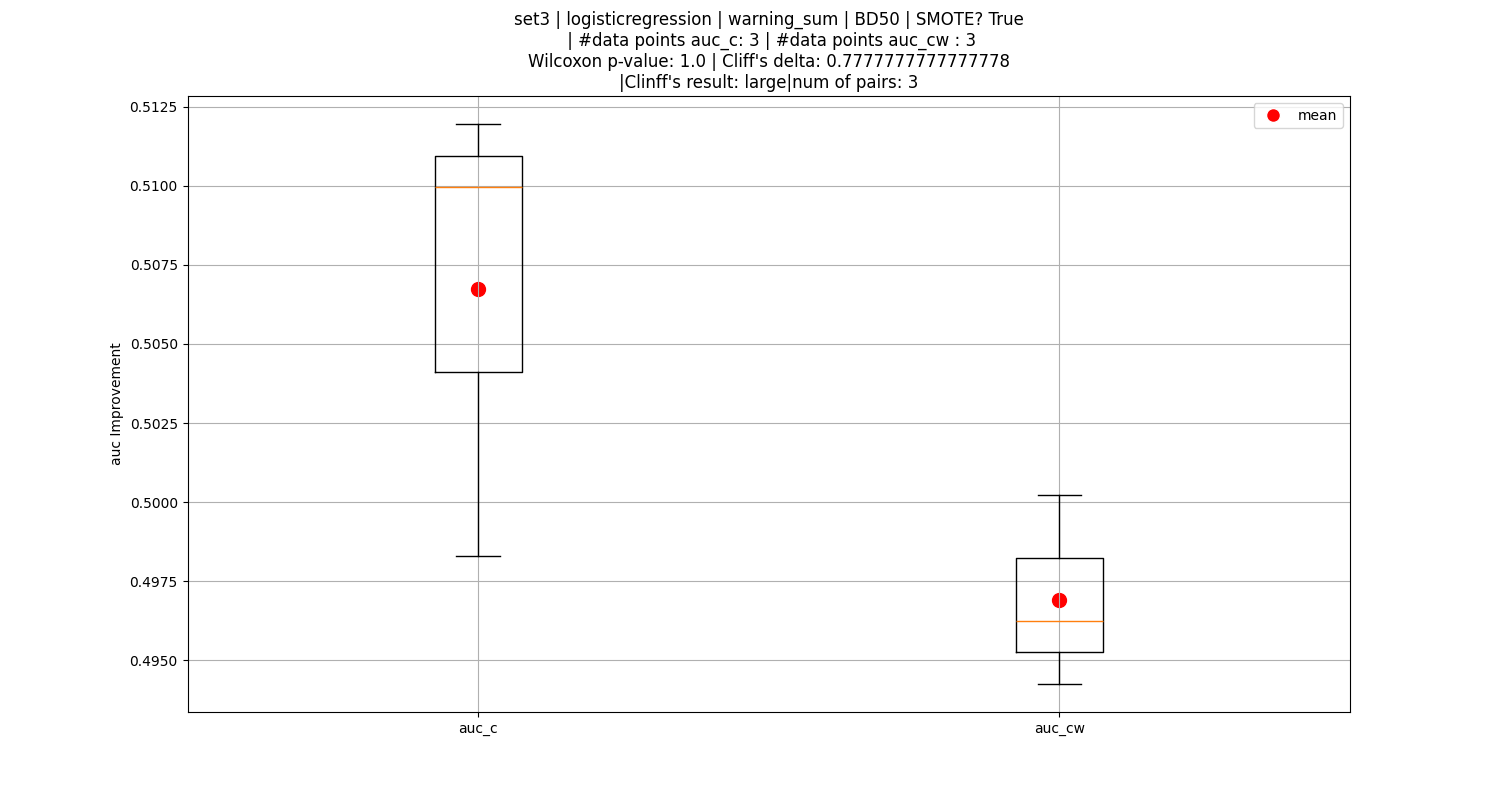 set3 | logisticregression | warning_sum | BD50 | SMOTE? True
| #data points auc_c: 3 | #data points auc_cw : 3
Wilcoxon p-value: 1.0 | Cliff's delta: 0.7777777777777778
|Clinff's result: large|num of pairs: 3
mean
0.5125
0.5100
0.5075
0.5050
0.5025
0.5000
0.4975
0.4950
auc Improvement
auc_c
auc_cw